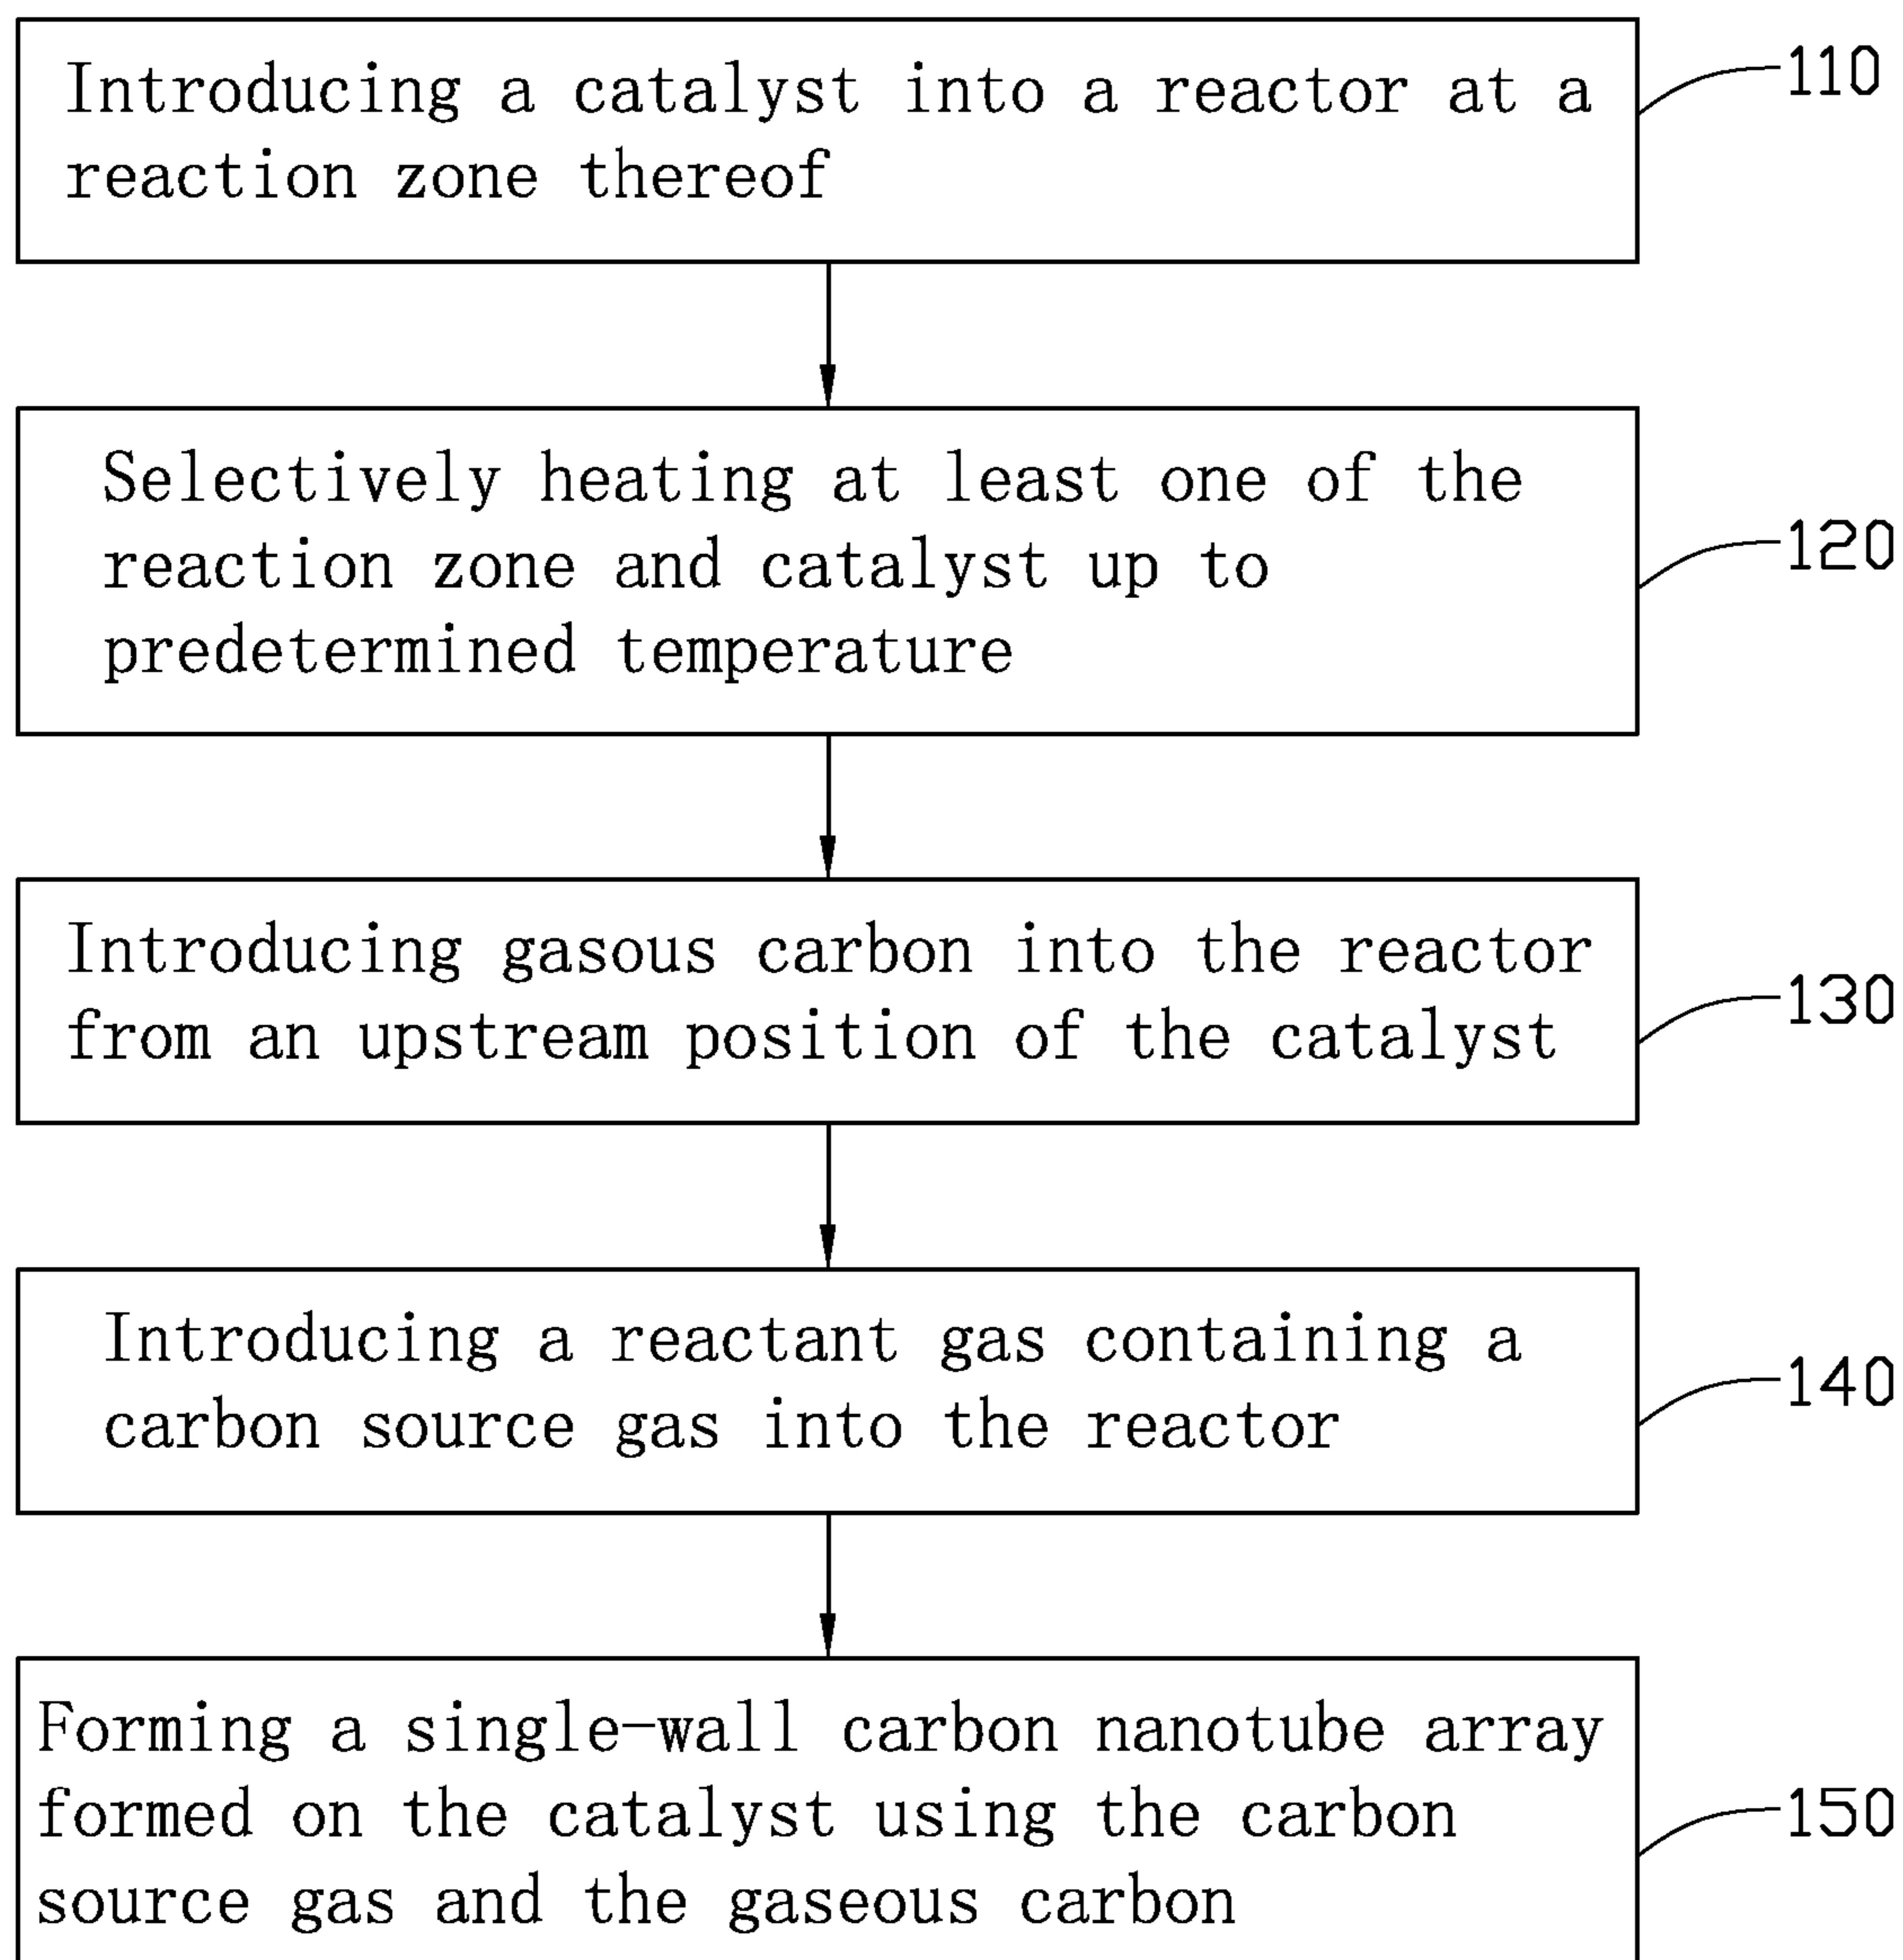 Introducing a catalyst into a reactor at a
reaction zone thereof
110
Selectively heating at least one of the
reaction zone and catalyst up to
predetermined temperature
120
Introducing gasous carbon into the reactor
from an upstream position of the catalyst
130
Introducing a reactant gas containing a
carbon source gas into the reactor
140
Forming a single-wall carbon nanotube array
formed on the catalyst using the carbon
source gas and the gaseous carbon
150